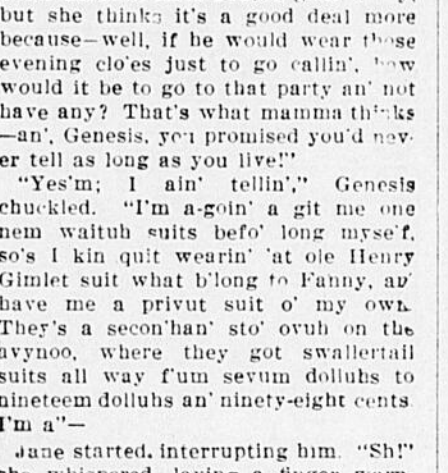 but she thinks it's a good deal more
because—well, if he would wear those
evening clo'es just to go callin', how
would it be to go to that party an' not
have any? That's what mamma thinks
—an', Genesis, you promised you'd nev-
er tell as long as you live!"
"Yes'm; I ain' tellin'," Genesis
chuckled. "I'm a-goin' a git me one
nem waituh suits befo' long myse'f,
so's I kin quit wearin' 'at ole Henry
Gimlet suit what b'long to Fanny, an'
have me a privut suit o' my own.
They's a secon'han' sto' ovuh on the
avynoo, where they got swallertail
suits all way f'um sevum dolluhs to
nineteem dolluhs an' ninety-eight cents.
I'm a"—
Jane started, interrupting him. "Sh!"
she whispered, laying a finger warn-